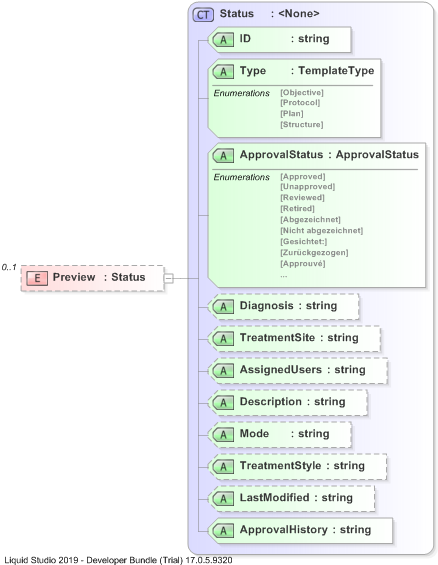 CT Status : <None>
A ID : string
A Type : TemplateType
Enumerations [Objective]
[Protocol]
[Plan]
[Structure]
A ApprovalStatus : ApprovalStatus
Enumerations [Approved]
[Unapproved]
[Reviewed]
[Retired]
[Abgezeichnet]
[Nicht abgezeichnet]
[Gesichtet:]
[Zurückgezogen]
[Approuvé]
...
0..1
E Preview : Status
A Diagnosis : string
A TreatmentSite : string
A AssignedUsers : string
A Description : string
A Mode : string
A TreatmentStyle : string
A LastModified : string
A ApprovalHistory : string
Liquid Studio 2019 - Developer Bundle (Trial) 17.0.5.9320